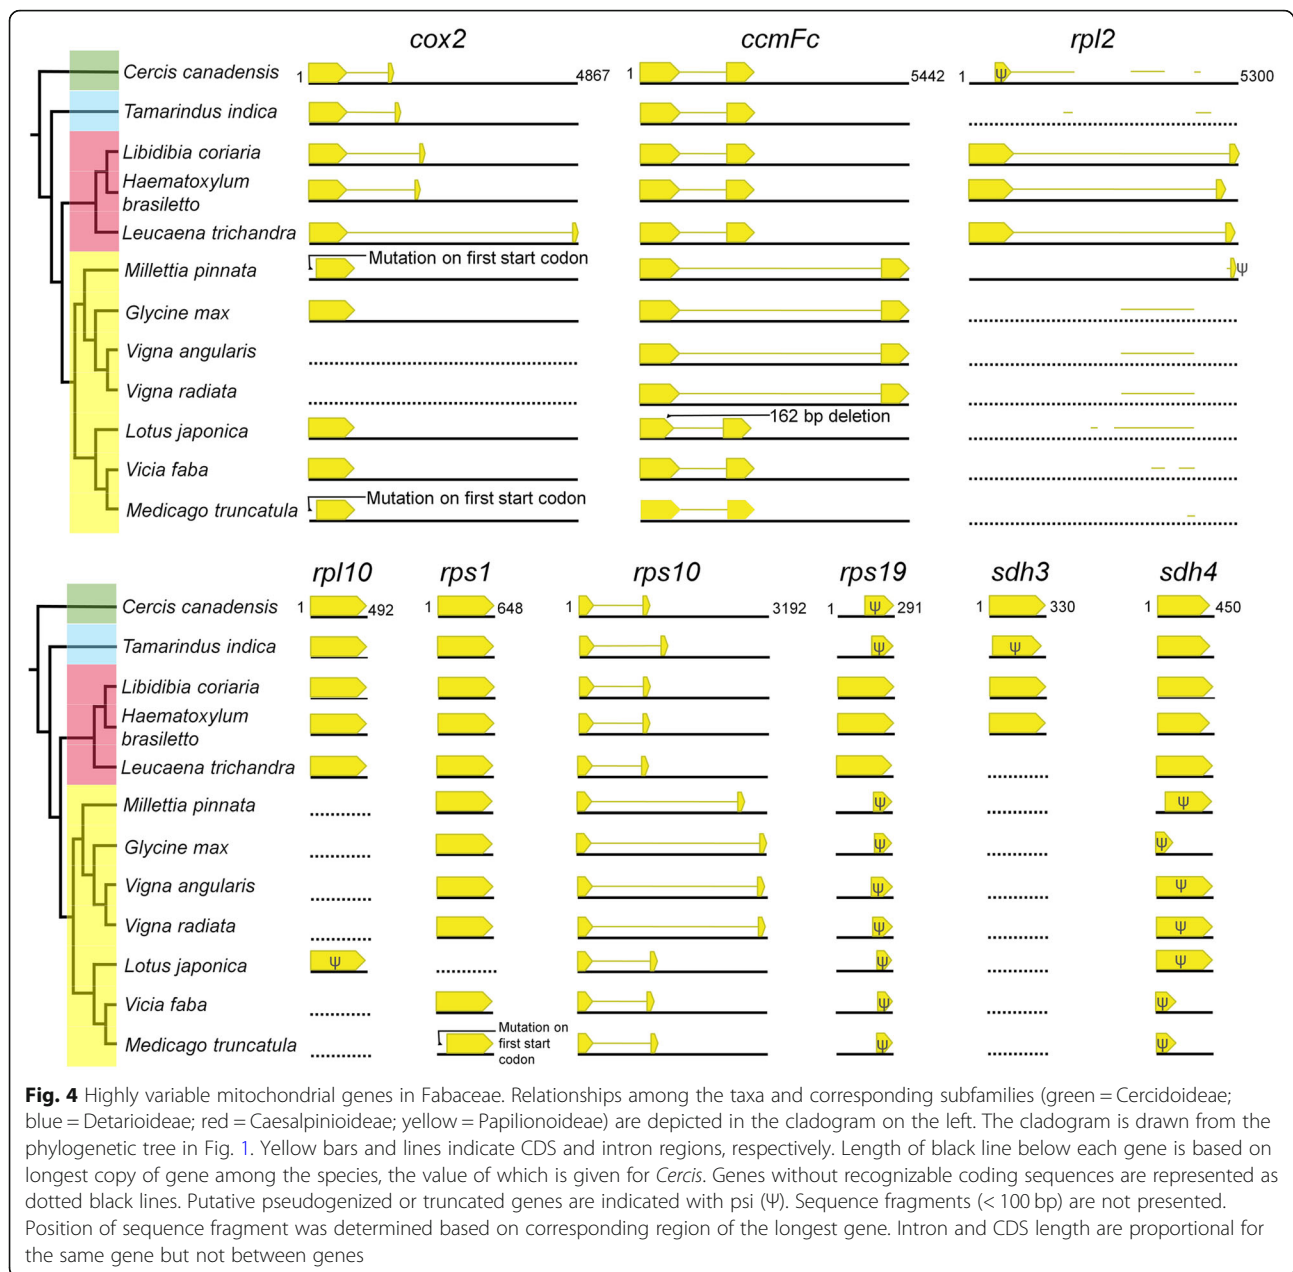 cox2 ccmFc rpl2
Cercis canadensis 1 4867 1 5442 1 Ψ 5300
Tamarindus indica
Libidibia coriaria
Haematoxylum
brasiletto
Leucaena trichandra
Millettia pinnata Mutation on first start codon Ψ
Glycine max
Vigna angularis
Vigna radiata
Lotus japonica 162 bp deletion
Vicia faba
Medicago truncatula Mutation on first start codon
rpl10 rps1 rps10 rps19 sdh3 sdh4
Cercis canadensis 1 492 1 648 1 3192 1 Ψ 291 1 330 1 450
Tamarindus indica Ψ Ψ
Libidibia coriaria
Haematoxylum
brasiletto
Leucaena trichandra
Millettia pinnata Ψ Ψ
Glycine max Ψ Ψ
Vigna angularis Ψ Ψ
Vigna radiata Ψ Ψ
Lotus japonica Ψ Ψ Ψ
Vicia faba Ψ Ψ
Medicago truncatula Mutation on first start codon Ψ Ψ
Fig. 4 Highly variable mitochondrial genes in Fabaceae. Relationships among the taxa and corresponding subfamilies (green = Cercidoideae;
blue = Detarioideae; red = Caesalpinioideae; yellow = Papilionoideae) are depicted in the cladogram on the left. The cladogram is drawn from the
phylogenetic tree in Fig. 1. Yellow bars and lines indicate CDS and intron regions, respectively. Length of black line below each gene is based on
longest copy of gene among the species, the value of which is given for Cercis. Genes without recognizable coding sequences are represented as
dotted black lines. Putative pseudogenized or truncated genes are indicated with psi (Ψ). Sequence fragments (< 100 bp) are not presented.
Position of sequence fragment was determined based on corresponding region of the longest gene. Intron and CDS length are proportional for
the same gene but not between genes